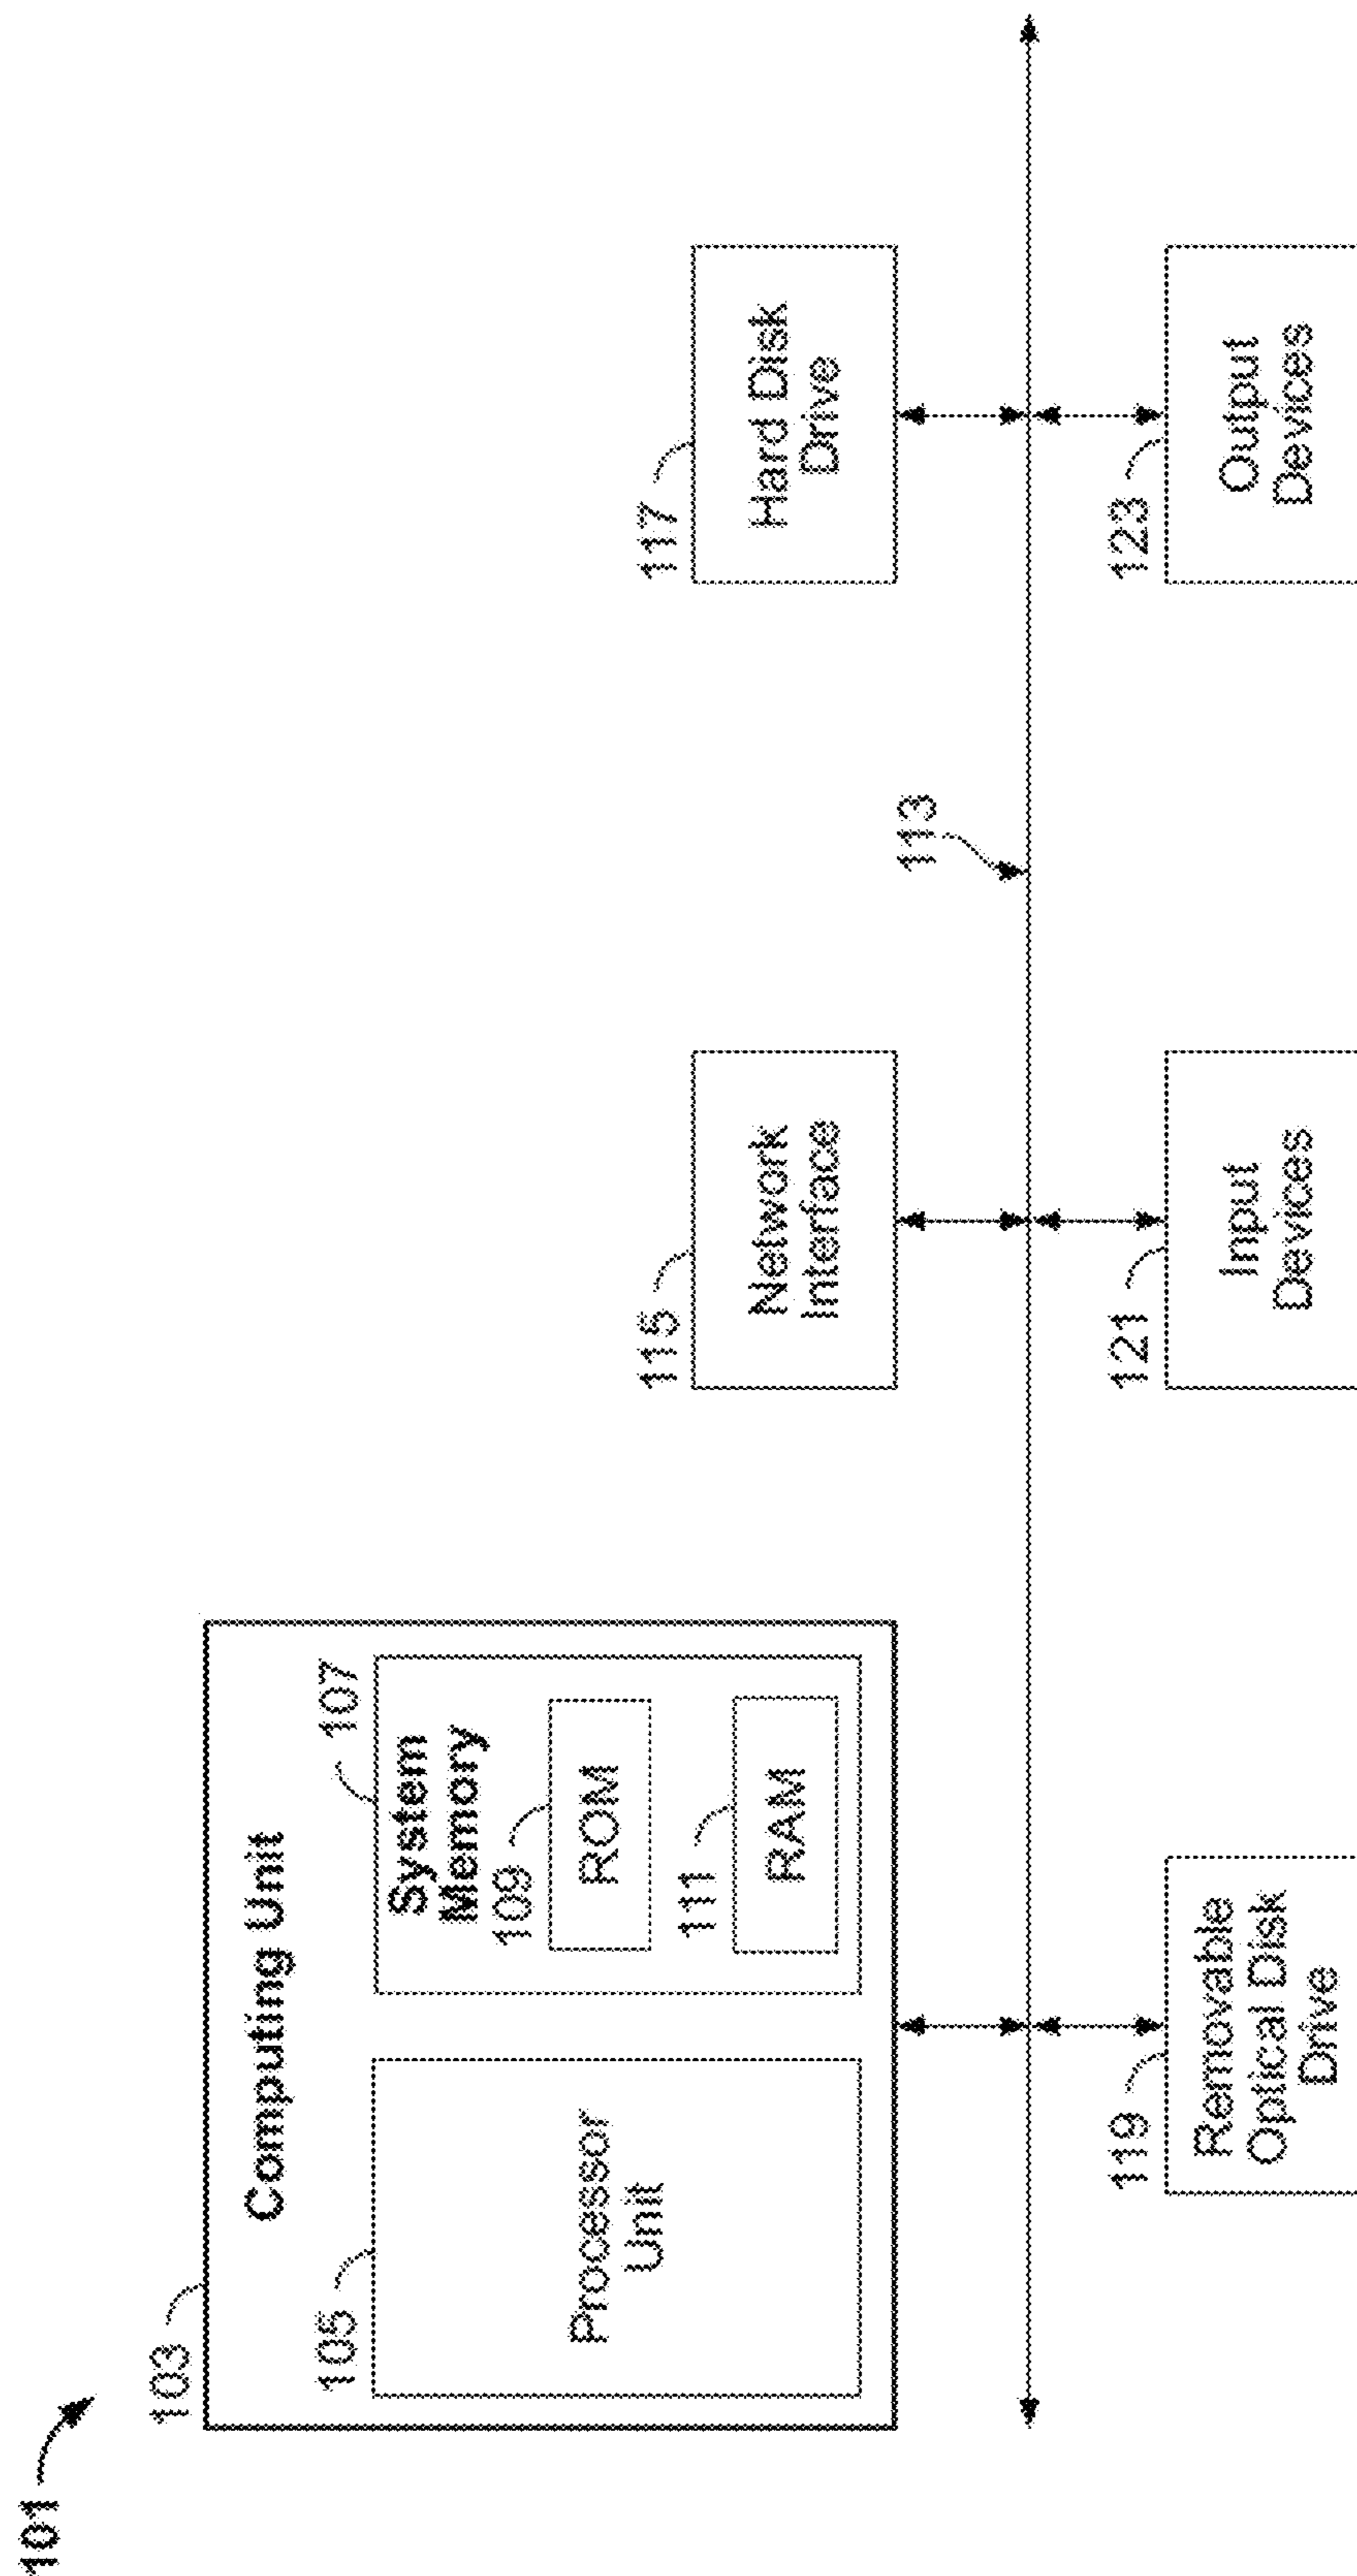 101
103
Computing Unit
105
Processor
Unit
107
System
Memory
109
ROM
111
RAM
115
Network
Interface
117
Hard Disk
Drive
113
119
Removable
Optical Disk
Drive
121
Input
Devices
123
Output
Devices